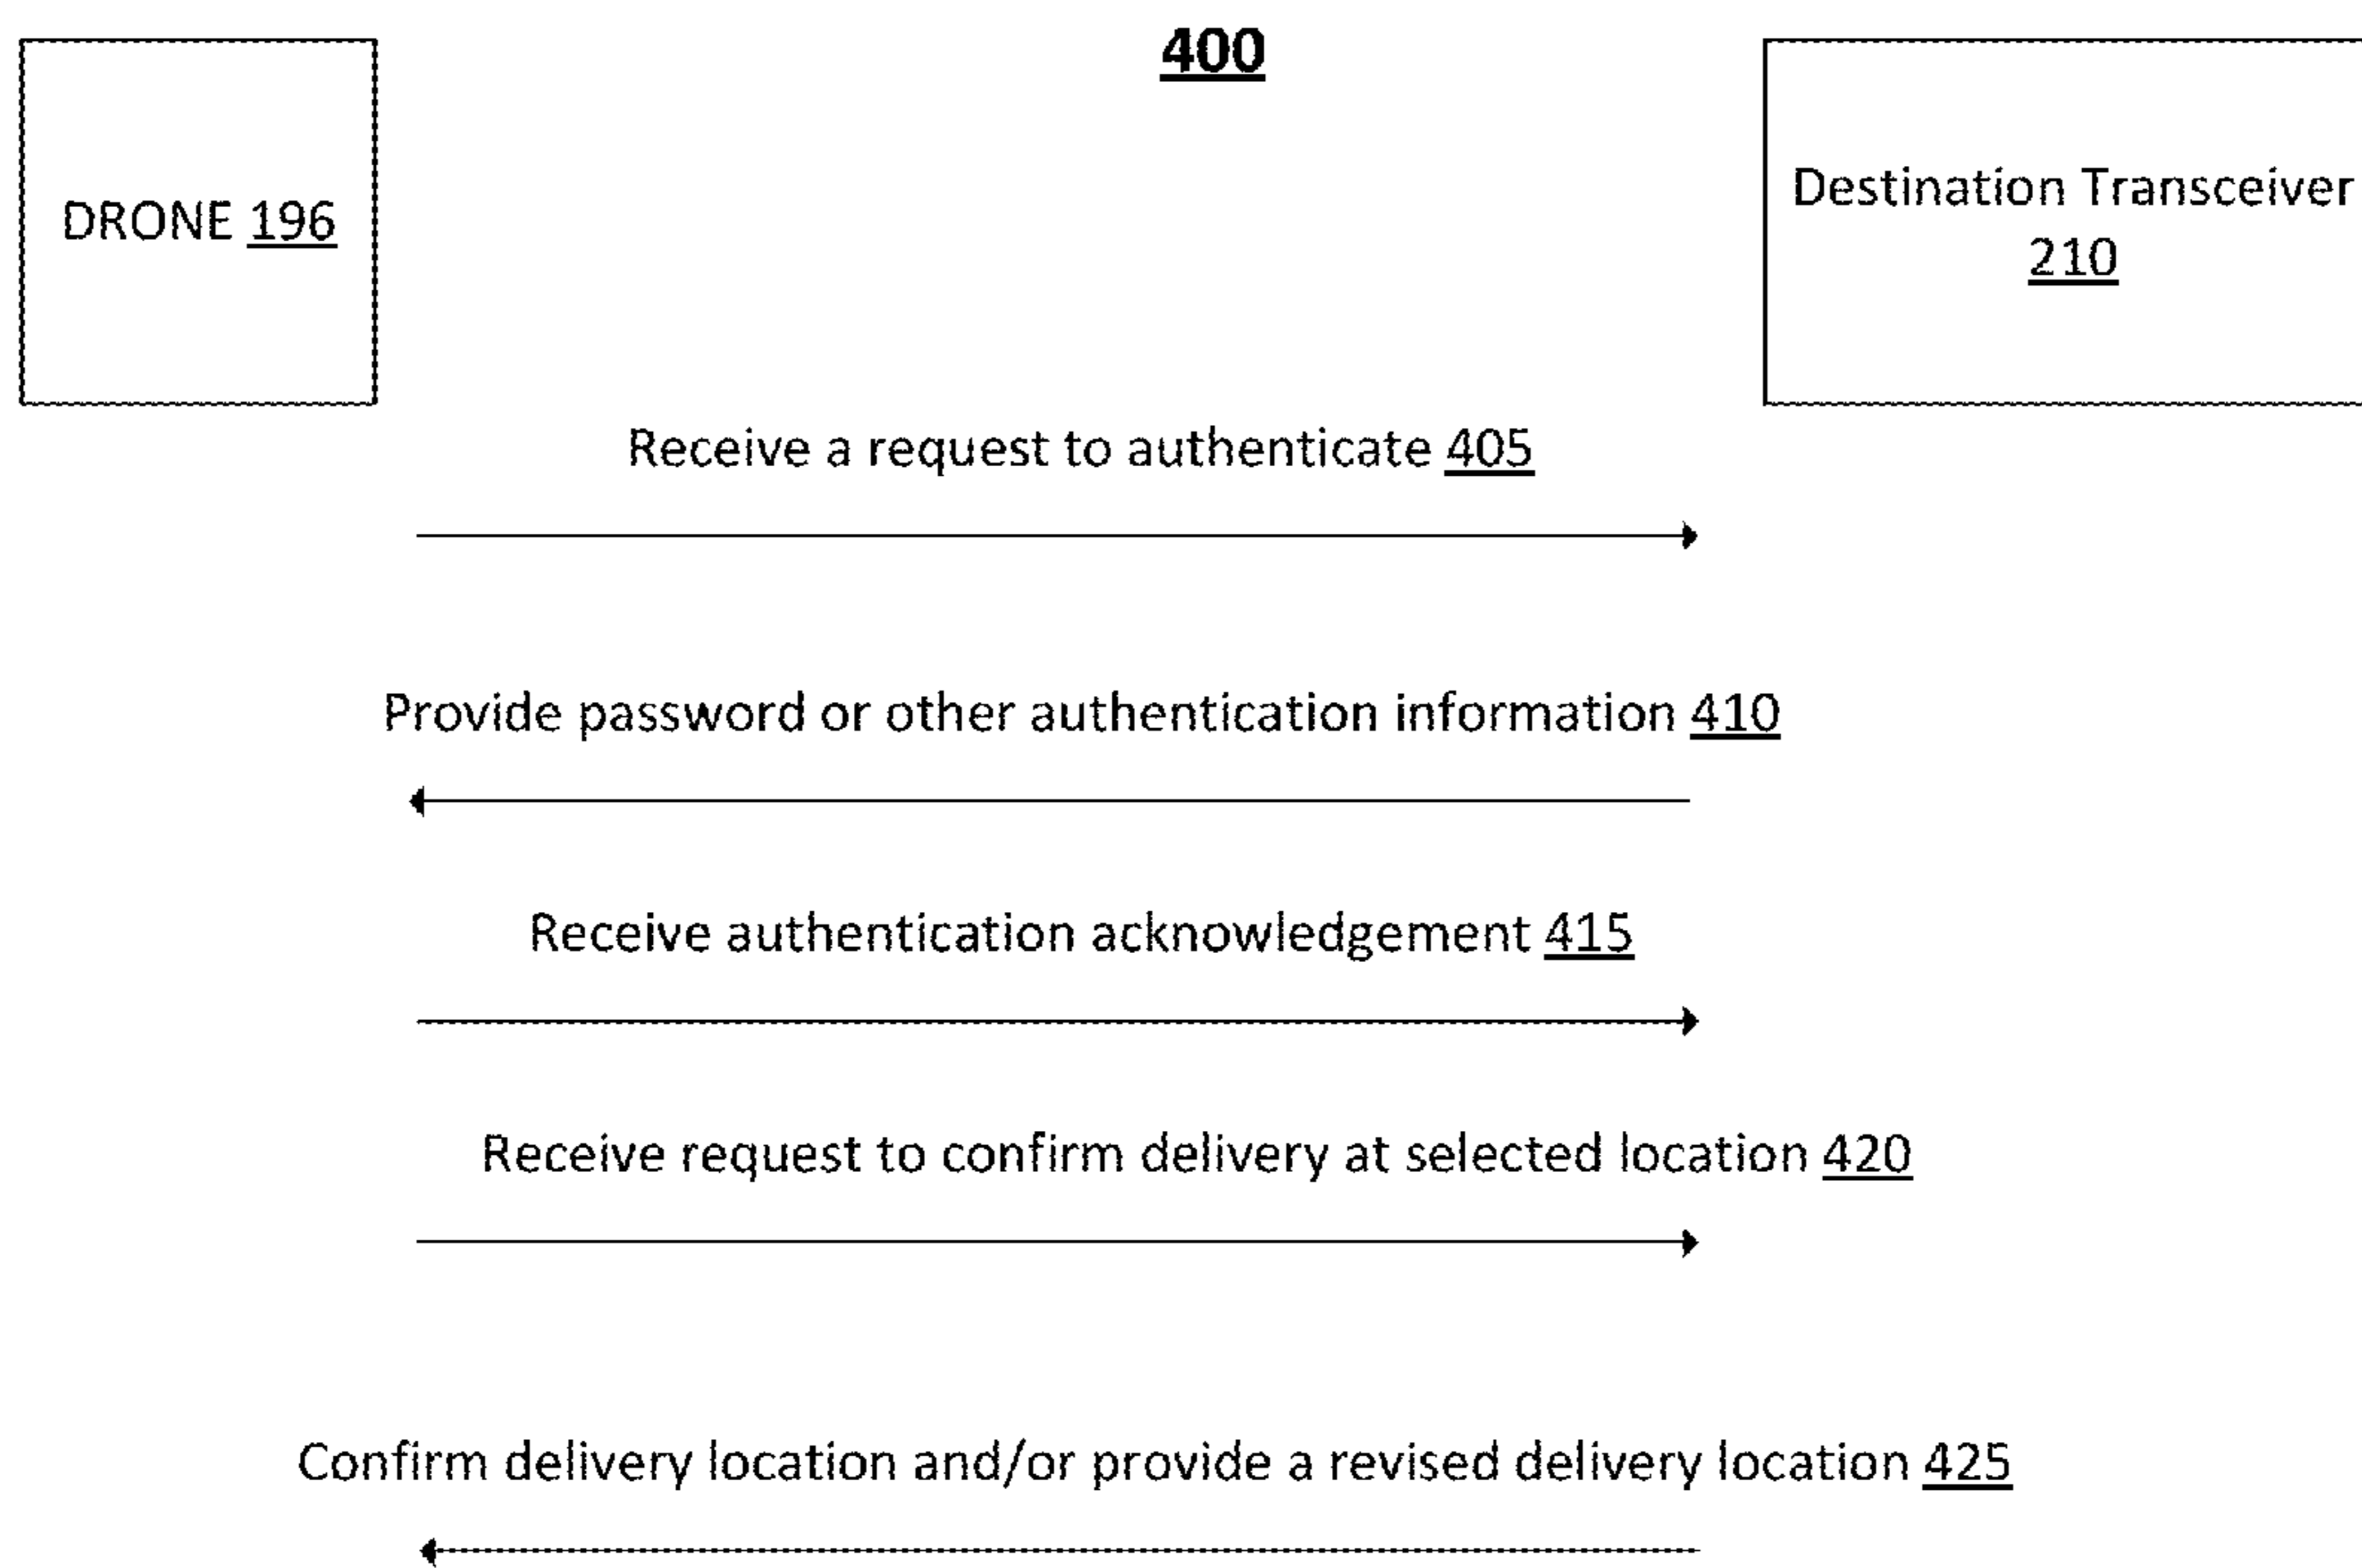 400
DRONE 196
Destination Transceiver
210
Receive a request to authenticate 405
Provide password or other authentication information 410
Receive authentication acknowledgement 415
Receive request to confirm delivery at selected location 420
Confirm delivery location and/or provide a revised delivery location 425